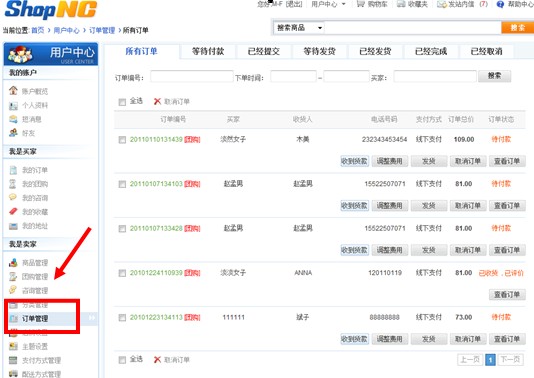 ShopNC
[退出] 用户中心 购物车 收藏夹 发送内信 (7) 帮助中心
当前位置: 首页 > 用户中心 > 订单管理 > 所有订单
搜索商品 搜索
用户中心
USER CENTER
所有订单 等待付款 已经提交 等待发货 已经发货 已经完成 已经取消
我的账户
账户概览
个人资料
短消息
好友
我是买家
我的订单
我的团购
我的咨询
我的收藏
我的地址
我是卖家
商品管理
团购管理
咨询管理
分类管理
订单管理
主题设置
支付方式管理
配送方式管理
订单编号: 下单时间: – 买家: 搜索
全选 取消订单
订单编号 买家 收货人 电话号码 支付方式 订单总价 订单状态
20110110131439 [团购] 淡然女子 木美 232343453454 线下支付 109.00 待付款
收到货款 调整费用 发货 取消订单 查看订单
20110107134103 [团购] 赵孟男 赵孟男 15522507071 线下支付 81.00 待付款
收到货款 调整费用 发货 取消订单 查看订单
20110107133428 [团购] 赵孟男 赵孟男 15522507071 线下支付 81.00 待付款
收到货款 调整费用 发货 取消订单 查看订单
20101224110939 [团购] 淡淡女子 ANNA 120110119 线下支付 81.00 已收货，已评价
查看订单
20101223134113 [团购] 111111 斌子 88888888 线下支付 73.00 待付款
收到货款 调整费用 发货 取消订单 查看订单
全选 取消订单
上一页 1 下一页